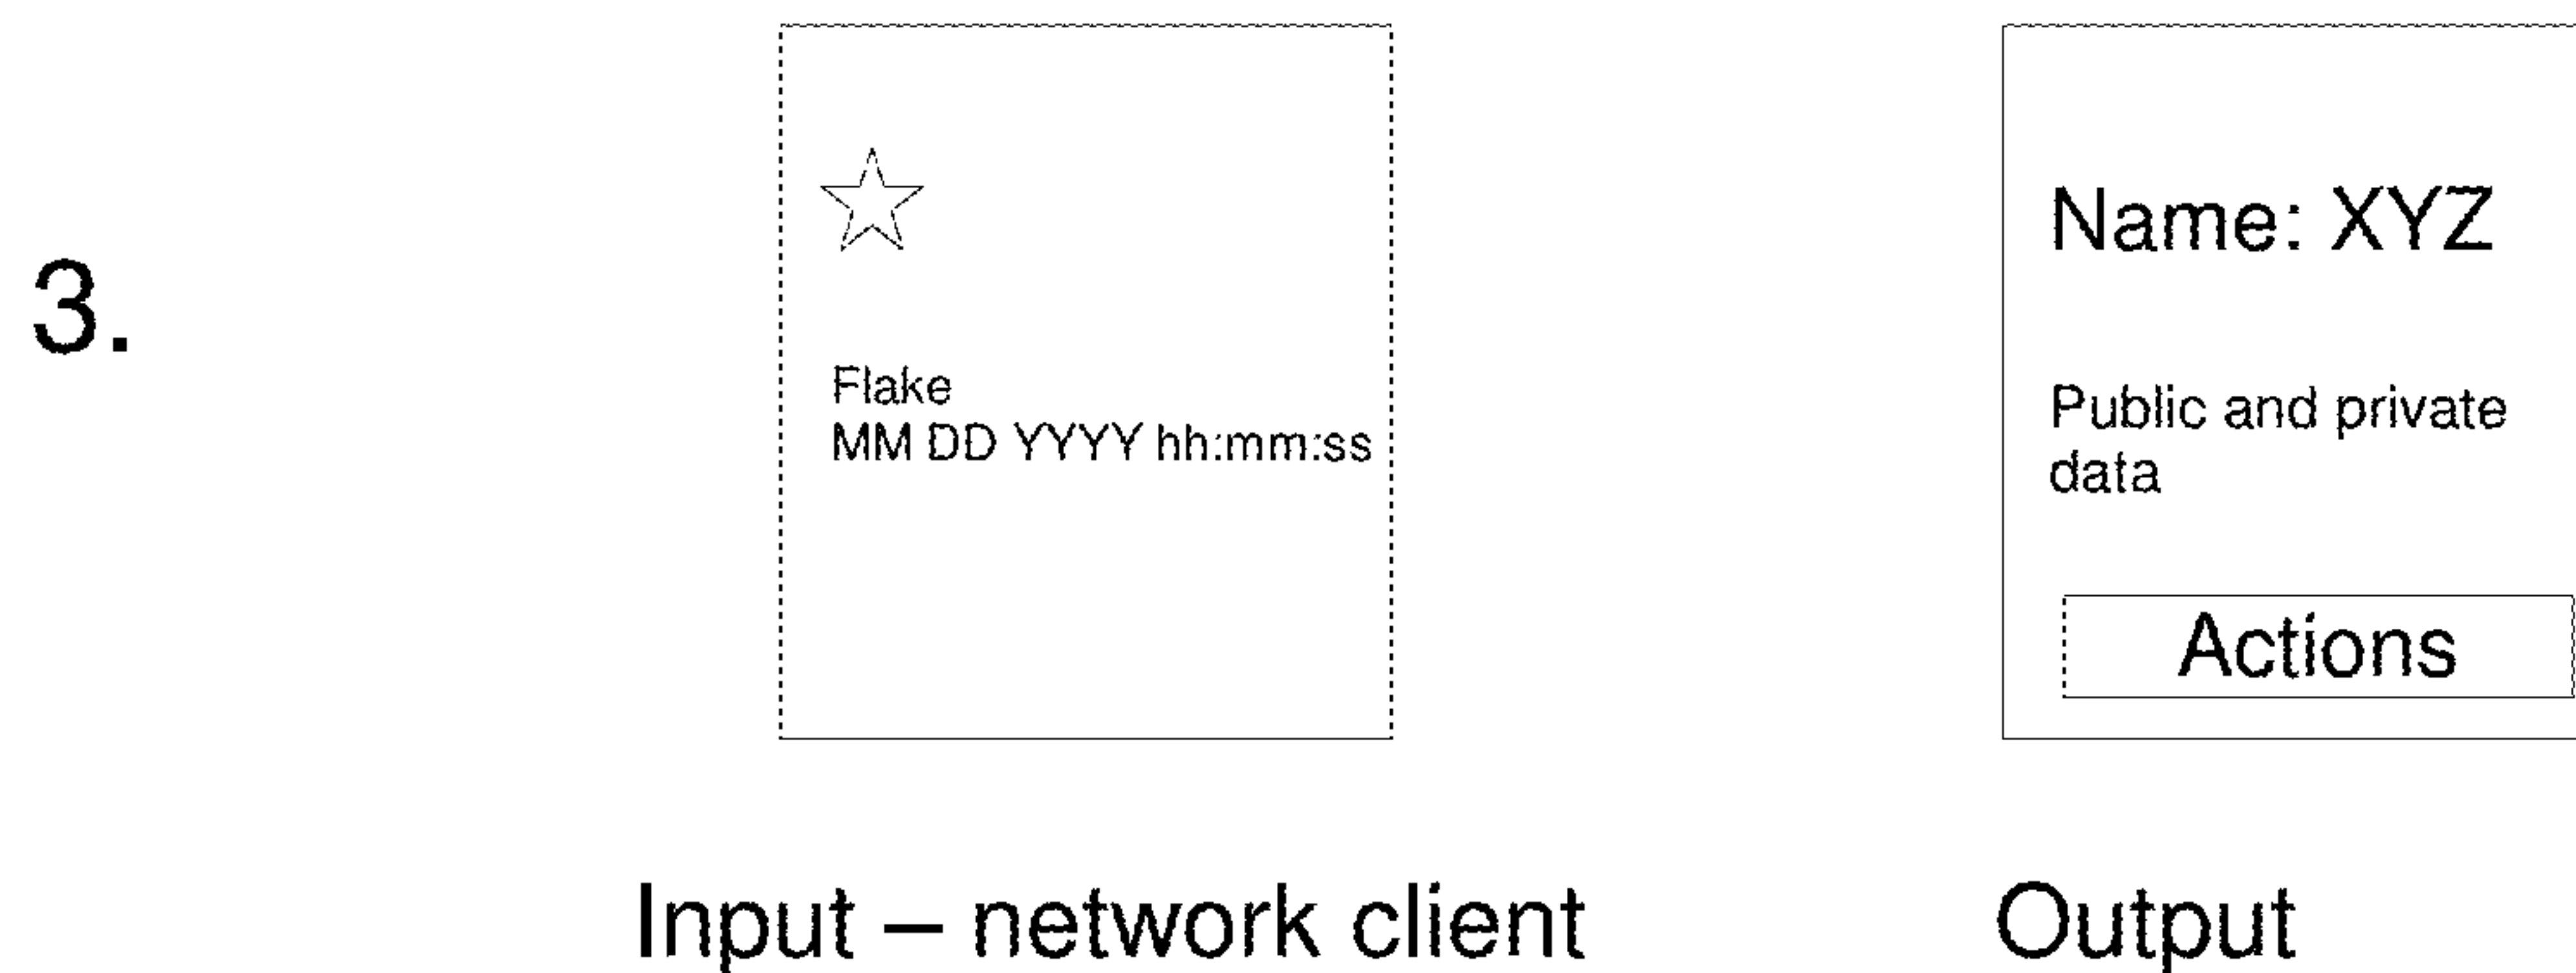 3.
Flake
MM DD YYYY hh:mm:ss
Input – network client
Name: XYZ
Public and private
data
Actions
Output